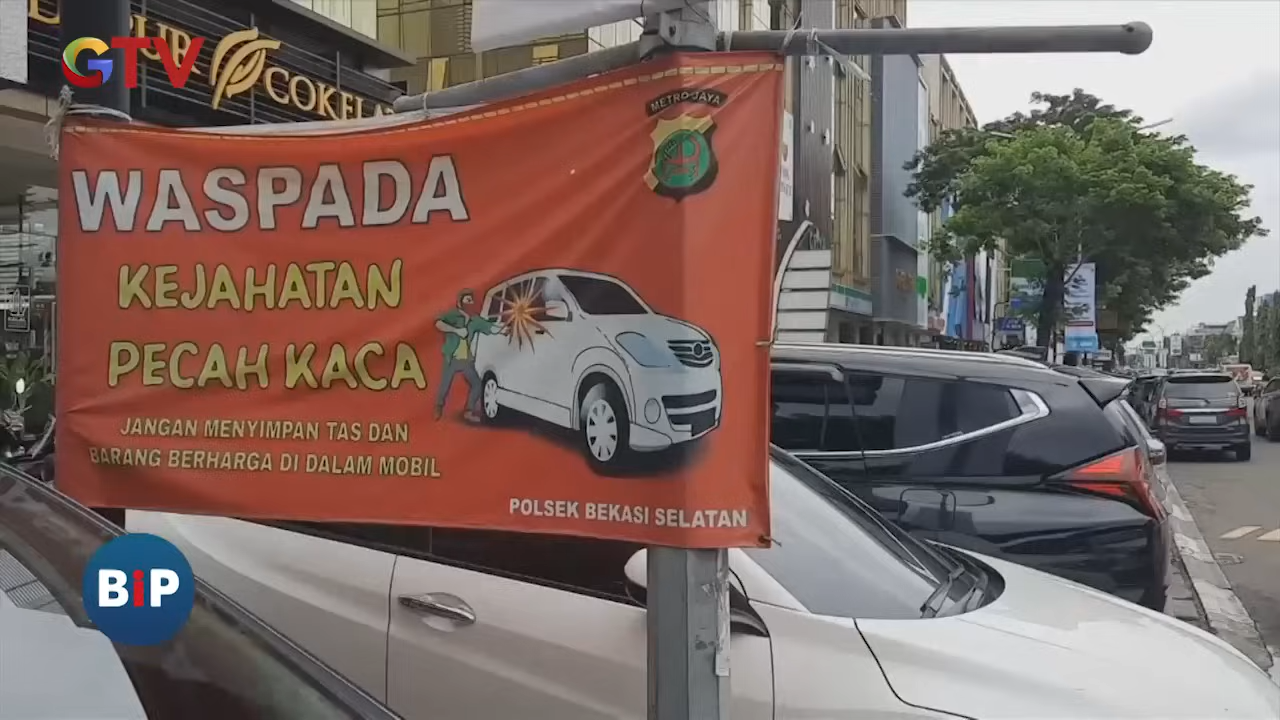 GTV
COKELA
METRO JAYA
WASPADA
KEJAHATAN
PECAH KACA
JANGAN MENYIMPAN TAS DAN
BARANG BERHARGA DI DALAM MOBIL
POLSEK BEKASI SELATAN
BiP